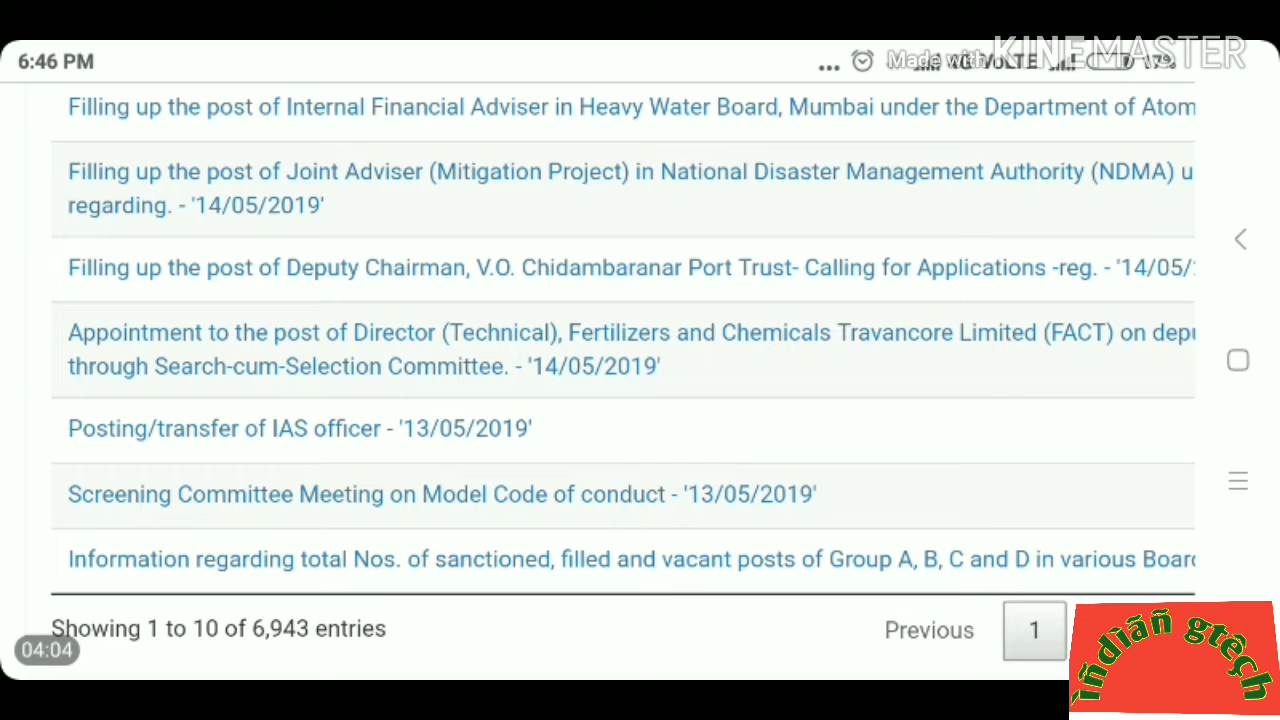 6:46 PM
... Made with KINEMASTER
4G VoLTE 17%
Filling up the post of Internal Financial Adviser in Heavy Water Board, Mumbai under the Department of Atom
Filling up the post of Joint Adviser (Mitigation Project) in National Disaster Management Authority (NDMA) u
regarding. - '14/05/2019'
Filling up the post of Deputy Chairman, V.O. Chidambaranar Port Trust- Calling for Applications -reg. - '14/05/
Appointment to the post of Director (Technical), Fertilizers and Chemicals Travancore Limited (FACT) on depu
through Search-cum-Selection Committee. - '14/05/2019'
Posting/transfer of IAS officer - '13/05/2019'
Screening Committee Meeting on Model Code of conduct - '13/05/2019'
Information regarding total Nos. of sanctioned, filled and vacant posts of Group A, B, C and D in various Board
Showing 1 to 10 of 6,943 entries
Previous 1
04:04
ìñdìãñ gtêçh